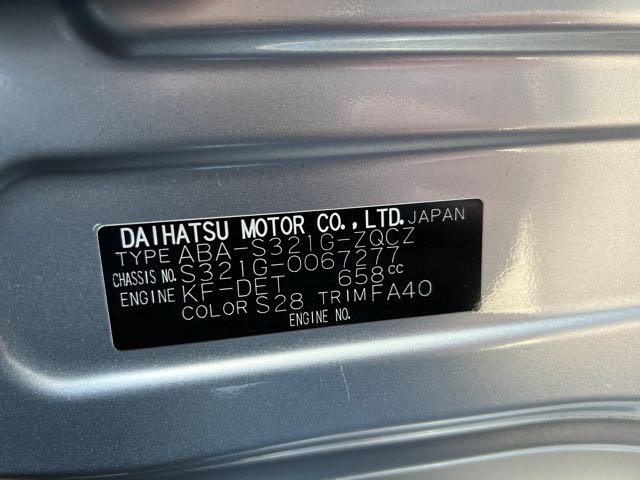 DAIHATSU MOTOR CO.,LTD. JAPAN
TYPE ABA-S321G-ZQCZ
CHASSIS NO. S321G-0067277
ENGINE KF-DET 658cc
COLOR S28 TRIM FA40
ENGINE NO.